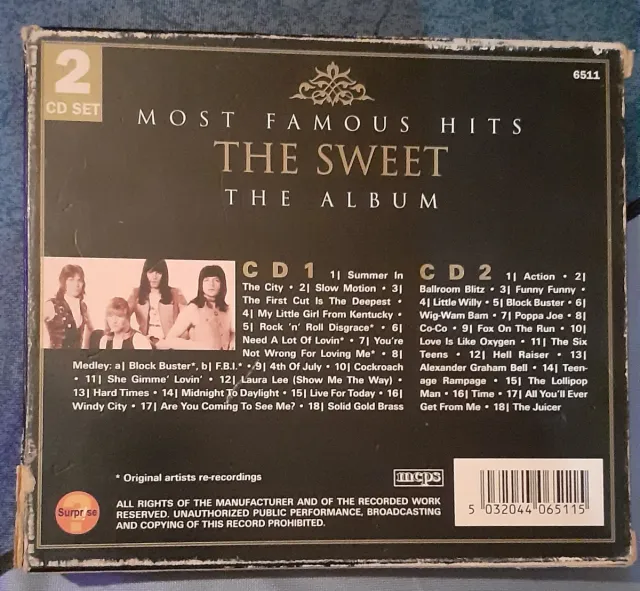 2
CD SET
6511
MOST FAMOUS HITS
THE SWEET
THE ALBUM
CD 1 1| Summer In
The City • 2| Slow Motion • 3|
The First Cut Is The Deepest •
4| My Little Girl From Kentucky •
5| Rock 'n' Roll Disgrace* • 6|
Need A Lot Of Lovin* • 7| You're
Not Wrong For Loving Me* • 8|
Medley: a| Block Buster*, b| F.B.I.* • 9| 4th Of July • 10| Cockroach
• 11| She Gimme' Lovin' • 12| Laura Lee (Show Me The Way) •
13| Hard Times • 14| Midnight To Daylight • 15| Live For Today • 16|
Windy City • 17| Are You Coming To See Me? • 18| Solid Gold Brass
CD 2 1| Action • 2|
Ballroom Blitz • 3| Funny Funny •
4| Little Willy • 5| Block Buster • 6|
Wig-Wam Bam • 7| Poppa Joe • 8|
Co-Co • 9| Fox On The Run • 10|
Love Is Like Oxygen • 11| The Six
Teens • 12| Hell Raiser • 13|
Alexander Graham Bell • 14| Teen-
age Rampage • 15| The Lollipop
Man • 16| Time • 17| All You'll Ever
Get From Me • 18| The Juicer
* Original artists re-recordings
mcps
Surprise
ALL RIGHTS OF THE MANUFACTURER AND OF THE RECORDED WORK
RESERVED. UNAUTHORIZED PUBLIC PERFORMANCE, BROADCASTING
AND COPYING OF THIS RECORD PROHIBITED.
5 032044 065115